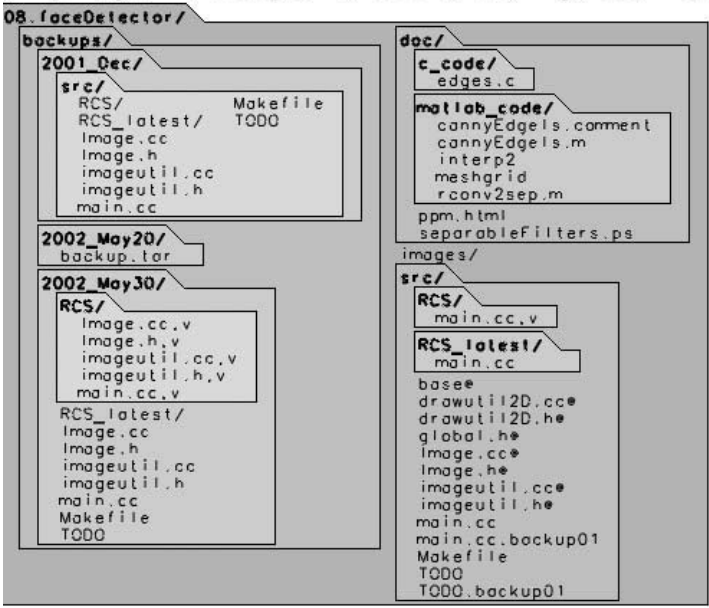 08.faceDetector/
backups/
2001_Dec/
src/
RCS/ Makefile
RCS_latest/ TODO
Image.cc
Image.h
imageutil.cc
imageutil.h
main.cc
2002_May20/
backup.tar
2002_May30/
RCS/
Image.cc,v
Image.h,v
imageutil.cc,v
imageutil.h,v
main.cc,v
RCS_latest/
Image.cc
Image.h
imageutil.cc
imageutil.h
main.cc
Makefile
TODO
doc/
c_code/
edges.c
matlab_code/
cannyEdgels.comment
cannyEdgels.m
interp2
meshgrid
rconv2sep.m
ppm.html
separableFilters.ps
images/
src/
RCS/
main.cc,v
RCS_latest/
main.cc
base@
drawutil2D.cc@
drawutil2D.h@
global.h@
Image.cc@
Image.h@
imageutil.cc@
imageutil.h@
main.cc
main.cc.backup01
Makefile
TODO
TODO.backup01